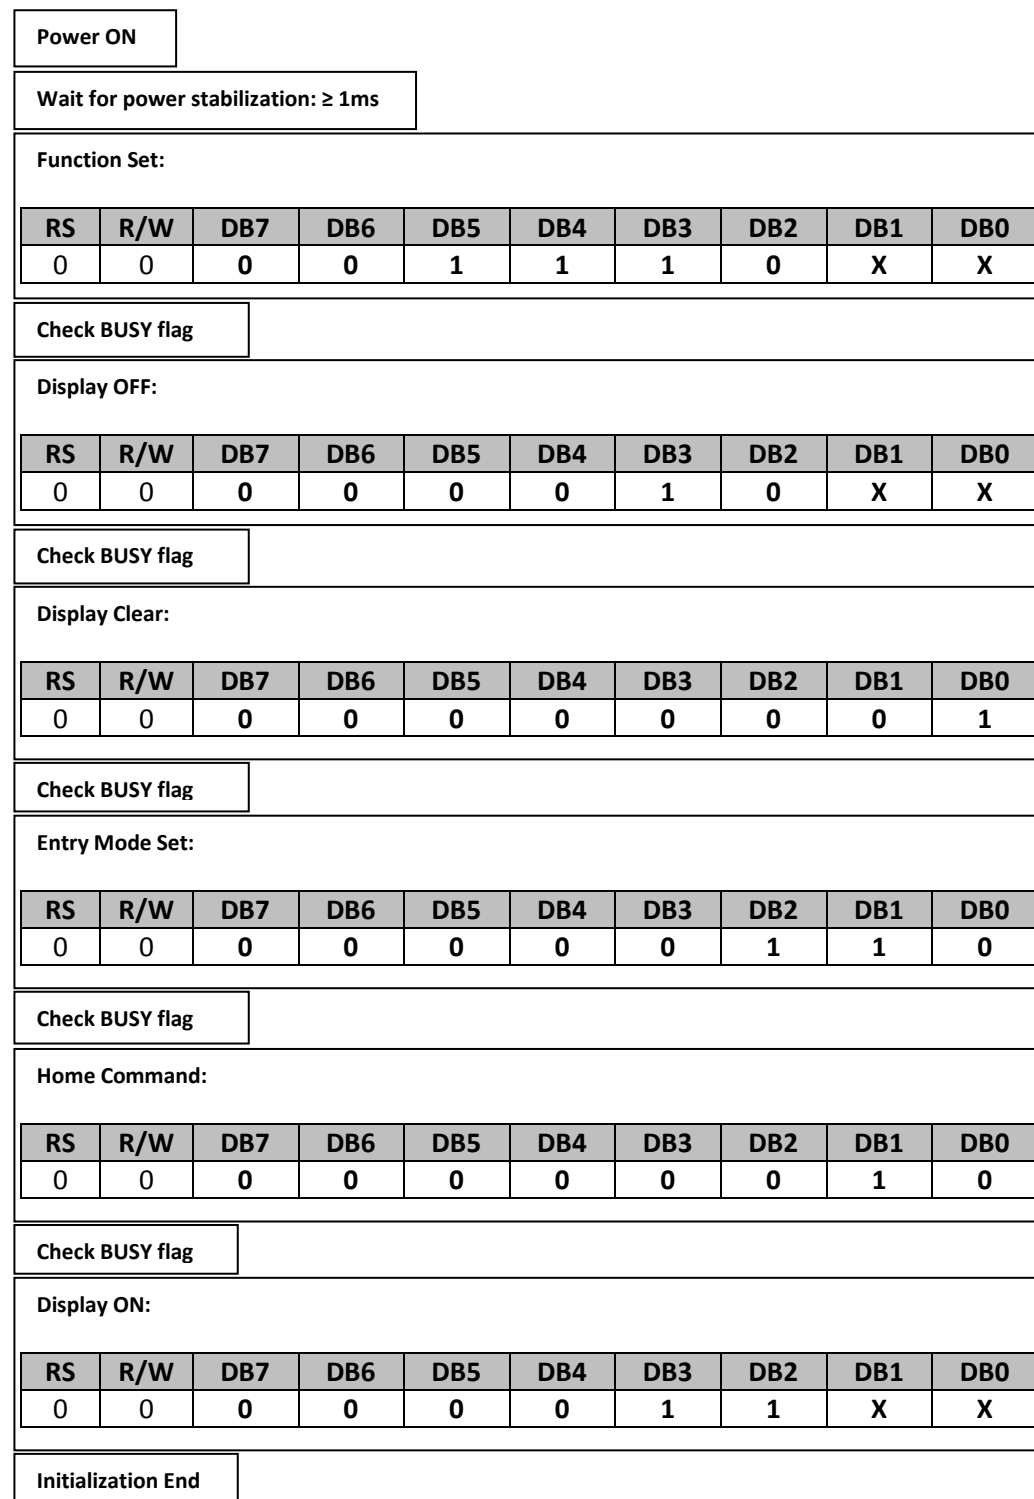 Power ON
Wait for power stabilization: ≥ 1ms
Function Set:
RS R/W DB7 DB6 DB5 DB4 DB3 DB2 DB1 DB0
0 0 0 0 1 1 1 0 X X
Check BUSY flag
Display OFF:
RS R/W DB7 DB6 DB5 DB4 DB3 DB2 DB1 DB0
0 0 0 0 0 0 1 0 X X
Check BUSY flag
Display Clear:
RS R/W DB7 DB6 DB5 DB4 DB3 DB2 DB1 DB0
0 0 0 0 0 0 0 0 0 1
Check BUSY flag
Entry Mode Set:
RS R/W DB7 DB6 DB5 DB4 DB3 DB2 DB1 DB0
0 0 0 0 0 0 0 1 1 0
Check BUSY flag
Home Command:
RS R/W DB7 DB6 DB5 DB4 DB3 DB2 DB1 DB0
0 0 0 0 0 0 0 0 1 0
Check BUSY flag
Display ON:
RS R/W DB7 DB6 DB5 DB4 DB3 DB2 DB1 DB0
0 0 0 0 0 0 1 1 X X
Initialization End